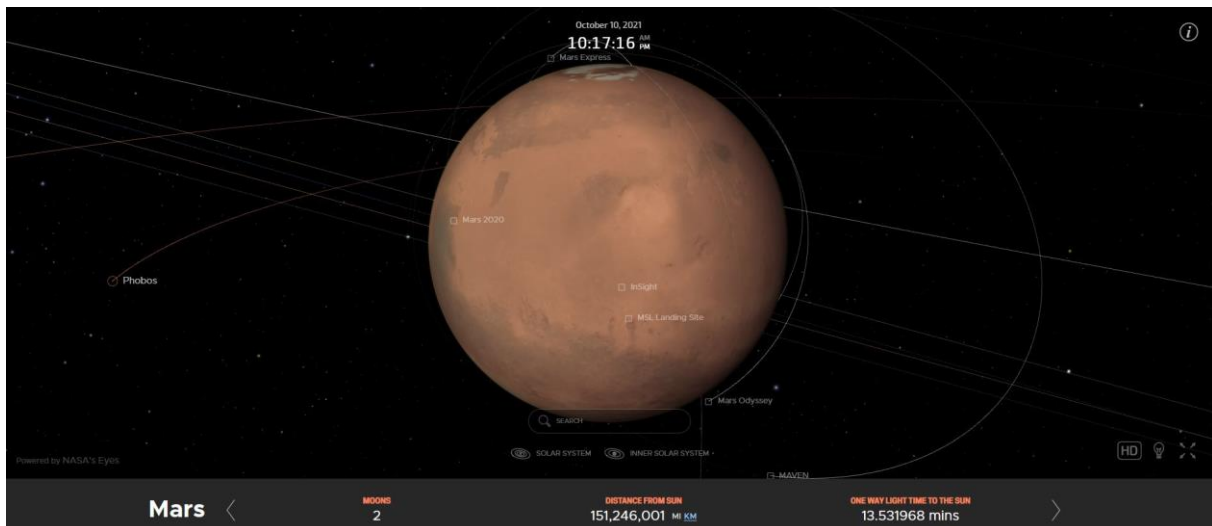 October 10, 2021
10:17:16 AM PM
Mars Express
Mars 2020
Phobos
InSight
MSL Landing Site
Mars Odyssey
SEARCH
SOLAR SYSTEM INNER SOLAR SYSTEM
HD
Powered by NASA's Eyes
MAVEN
Mars
MOONS
2
DISTANCE FROM SUN
151,246,001 MI KM
ONE WAY LIGHT TIME TO THE SUN
13.531968 mins